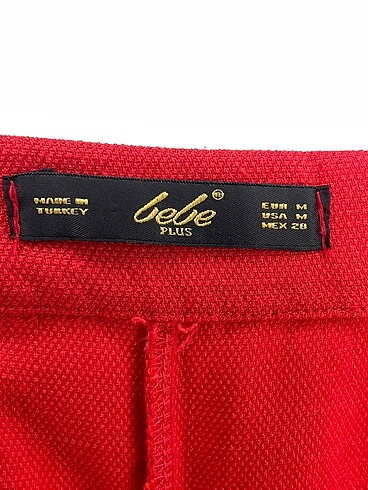 MADE IN
TURKEY
bebe®
PLUS
EUR M
USA M
MEX 28